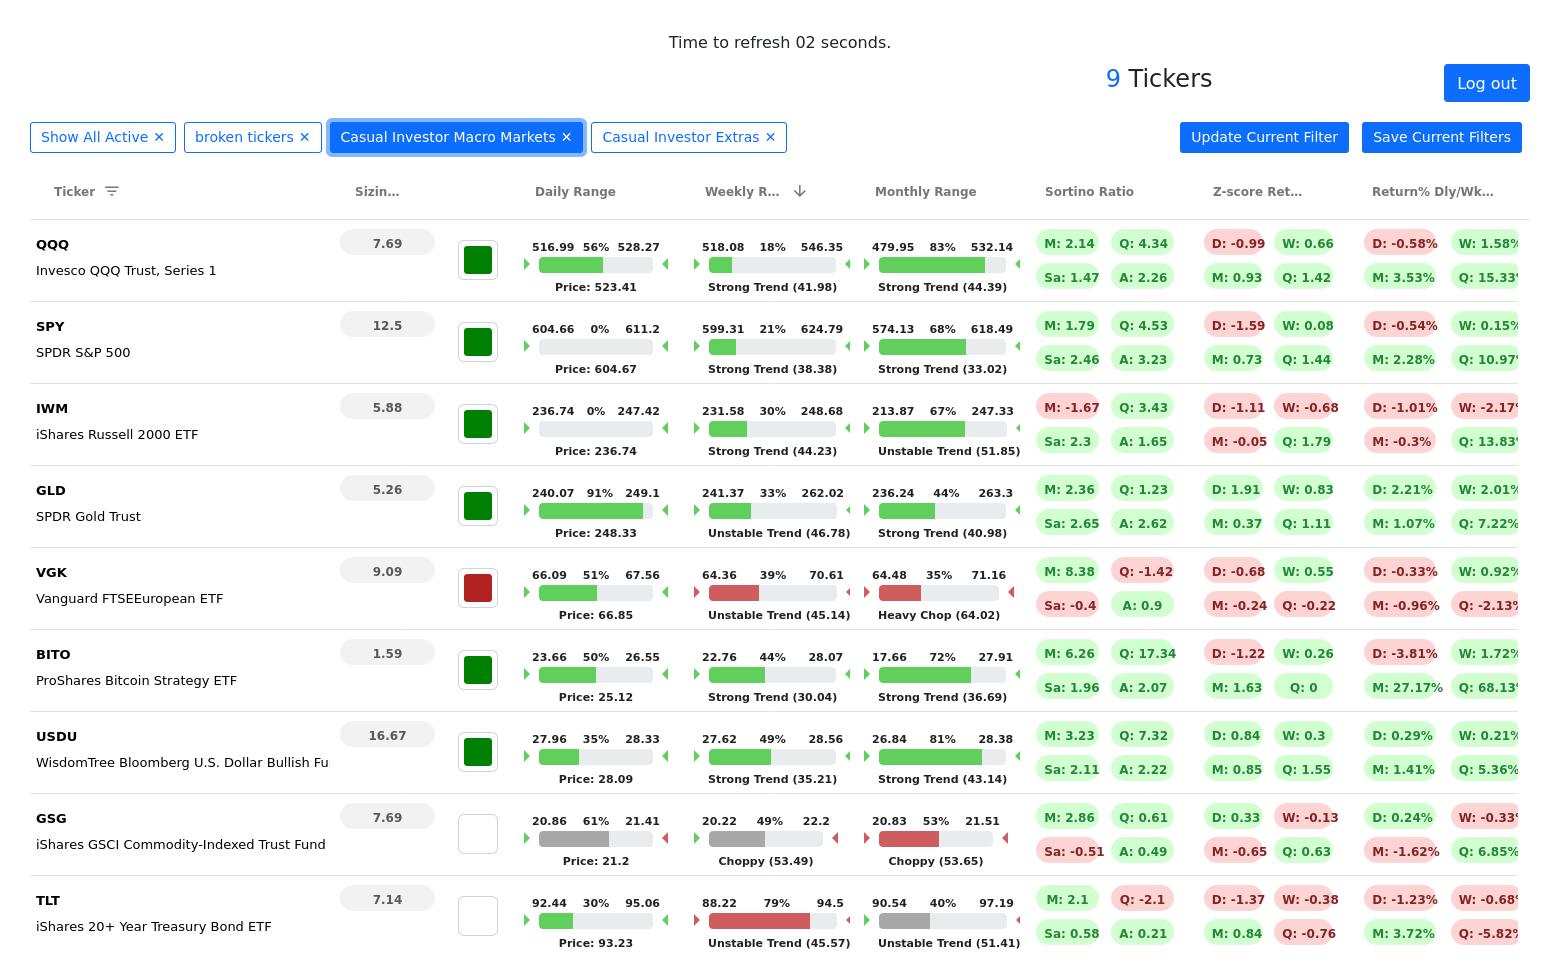 Time to refresh 02 seconds.
9 Tickers
Log out
Show All Active ✕ broken tickers ✕ Casual Investor Macro Markets ✕ Casual Investor Extras ✕ Update Current Filter Save Current Filters
Ticker Sizin… Daily Range Weekly R… Monthly Range Sortino Ratio Z-score Ret… Return% Dly/Wk…
QQQ 7.69 516.99 56% 528.27 518.08 18% 546.35 479.95 83% 532.14 M: 2.14 Q: 4.34 D: -0.99 W: 0.66 D: -0.58% W: 1.58%
Invesco QQQ Trust, Series 1 Sa: 1.47 A: 2.26 M: 0.93 Q: 1.42 M: 3.53% Q: 15.33%
Price: 523.41 Strong Trend (41.98) Strong Trend (44.39)
SPY 12.5 604.66 0% 611.2 599.31 21% 624.79 574.13 68% 618.49 M: 1.79 Q: 4.53 D: -1.59 W: 0.08 D: -0.54% W: 0.15%
SPDR S&P 500 Sa: 2.46 A: 3.23 M: 0.73 Q: 1.44 M: 2.28% Q: 10.97%
Price: 604.67 Strong Trend (38.38) Strong Trend (33.02)
IWM 5.88 236.74 0% 247.42 231.58 30% 248.68 213.87 67% 247.33 M: -1.67 Q: 3.43 D: -1.11 W: -0.68 D: -1.01% W: -2.17%
iShares Russell 2000 ETF Sa: 2.3 A: 1.65 M: -0.05 Q: 1.79 M: -0.3% Q: 13.83%
Price: 236.74 Strong Trend (44.23) Unstable Trend (51.85)
GLD 5.26 240.07 91% 249.1 241.37 33% 262.02 236.24 44% 263.3 M: 2.36 Q: 1.23 D: 1.91 W: 0.83 D: 2.21% W: 2.01%
SPDR Gold Trust Sa: 2.65 A: 2.62 M: 0.37 Q: 1.11 M: 1.07% Q: 7.22%
Price: 248.33 Unstable Trend (46.78) Strong Trend (40.98)
VGK 9.09 66.09 51% 67.56 64.36 39% 70.61 64.48 35% 71.16 M: 8.38 Q: -1.42 D: -0.68 W: 0.55 D: -0.33% W: 0.92%
Vanguard FTSEEuropean ETF Sa: -0.4 A: 0.9 M: -0.24 Q: -0.22 M: -0.96% Q: -2.13%
Price: 66.85 Unstable Trend (45.14) Heavy Chop (64.02)
BITO 1.59 23.66 50% 26.55 22.76 44% 28.07 17.66 72% 27.91 M: 6.26 Q: 17.34 D: -1.22 W: 0.26 D: -3.81% W: 1.72%
ProShares Bitcoin Strategy ETF Sa: 1.96 A: 2.07 M: 1.63 Q: 0 M: 27.17% Q: 68.13%
Price: 25.12 Strong Trend (30.04) Strong Trend (36.69)
USDU 16.67 27.96 35% 28.33 27.62 49% 28.56 26.84 81% 28.38 M: 3.23 Q: 7.32 D: 0.84 W: 0.3 D: 0.29% W: 0.21%
WisdomTree Bloomberg U.S. Dollar Bullish Fu Sa: 2.11 A: 2.22 M: 0.85 Q: 1.55 M: 1.41% Q: 5.36%
Price: 28.09 Strong Trend (35.21) Strong Trend (43.14)
GSG 7.69 20.86 61% 21.41 20.22 49% 22.2 20.83 53% 21.51 M: 2.86 Q: 0.61 D: 0.33 W: -0.13 D: 0.24% W: -0.33%
iShares GSCI Commodity-Indexed Trust Fund Sa: -0.51 A: 0.49 M: -0.65 Q: 0.63 M: -1.62% Q: 6.85%
Price: 21.2 Choppy (53.49) Choppy (53.65)
TLT 7.14 92.44 30% 95.06 88.22 79% 94.5 90.54 40% 97.19 M: 2.1 Q: -2.1 D: -1.37 W: -0.38 D: -1.23% W: -0.68%
iShares 20+ Year Treasury Bond ETF Sa: 0.58 A: 0.21 M: 0.84 Q: -0.76 M: 3.72% Q: -5.82%
Price: 93.23 Unstable Trend (45.57) Unstable Trend (51.41)